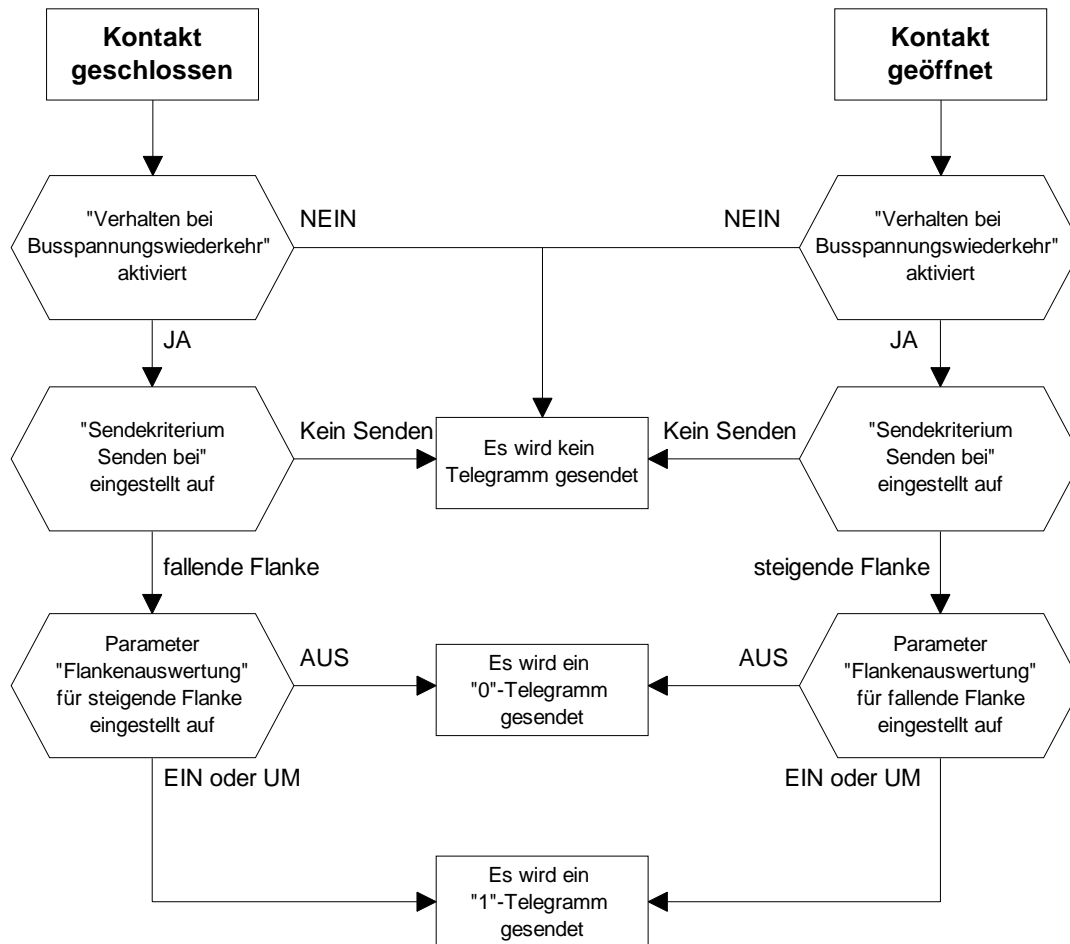 Kontakt
geschlossen
Kontakt
geöffnet
"Verhalten bei
Busspannungswiederkehr"
aktiviert
NEIN
NEIN
"Verhalten bei
Busspannungswiederkehr"
aktiviert
JA
JA
"Sendekriterium
Senden bei"
eingestellt auf
Kein Senden
Es wird kein
Telegramm gesendet
Kein Senden
"Sendekriterium
Senden bei"
eingestellt auf
fallende Flanke
steigende Flanke
Parameter
"Flankenauswertung"
für steigende Flanke
eingestellt auf
AUS
Es wird ein
"0"-Telegramm
gesendet
AUS
Parameter
"Flankenauswertung"
für fallende Flanke
eingestellt auf
EIN oder UM
EIN oder UM
Es wird ein
"1"-Telegramm
gesendet